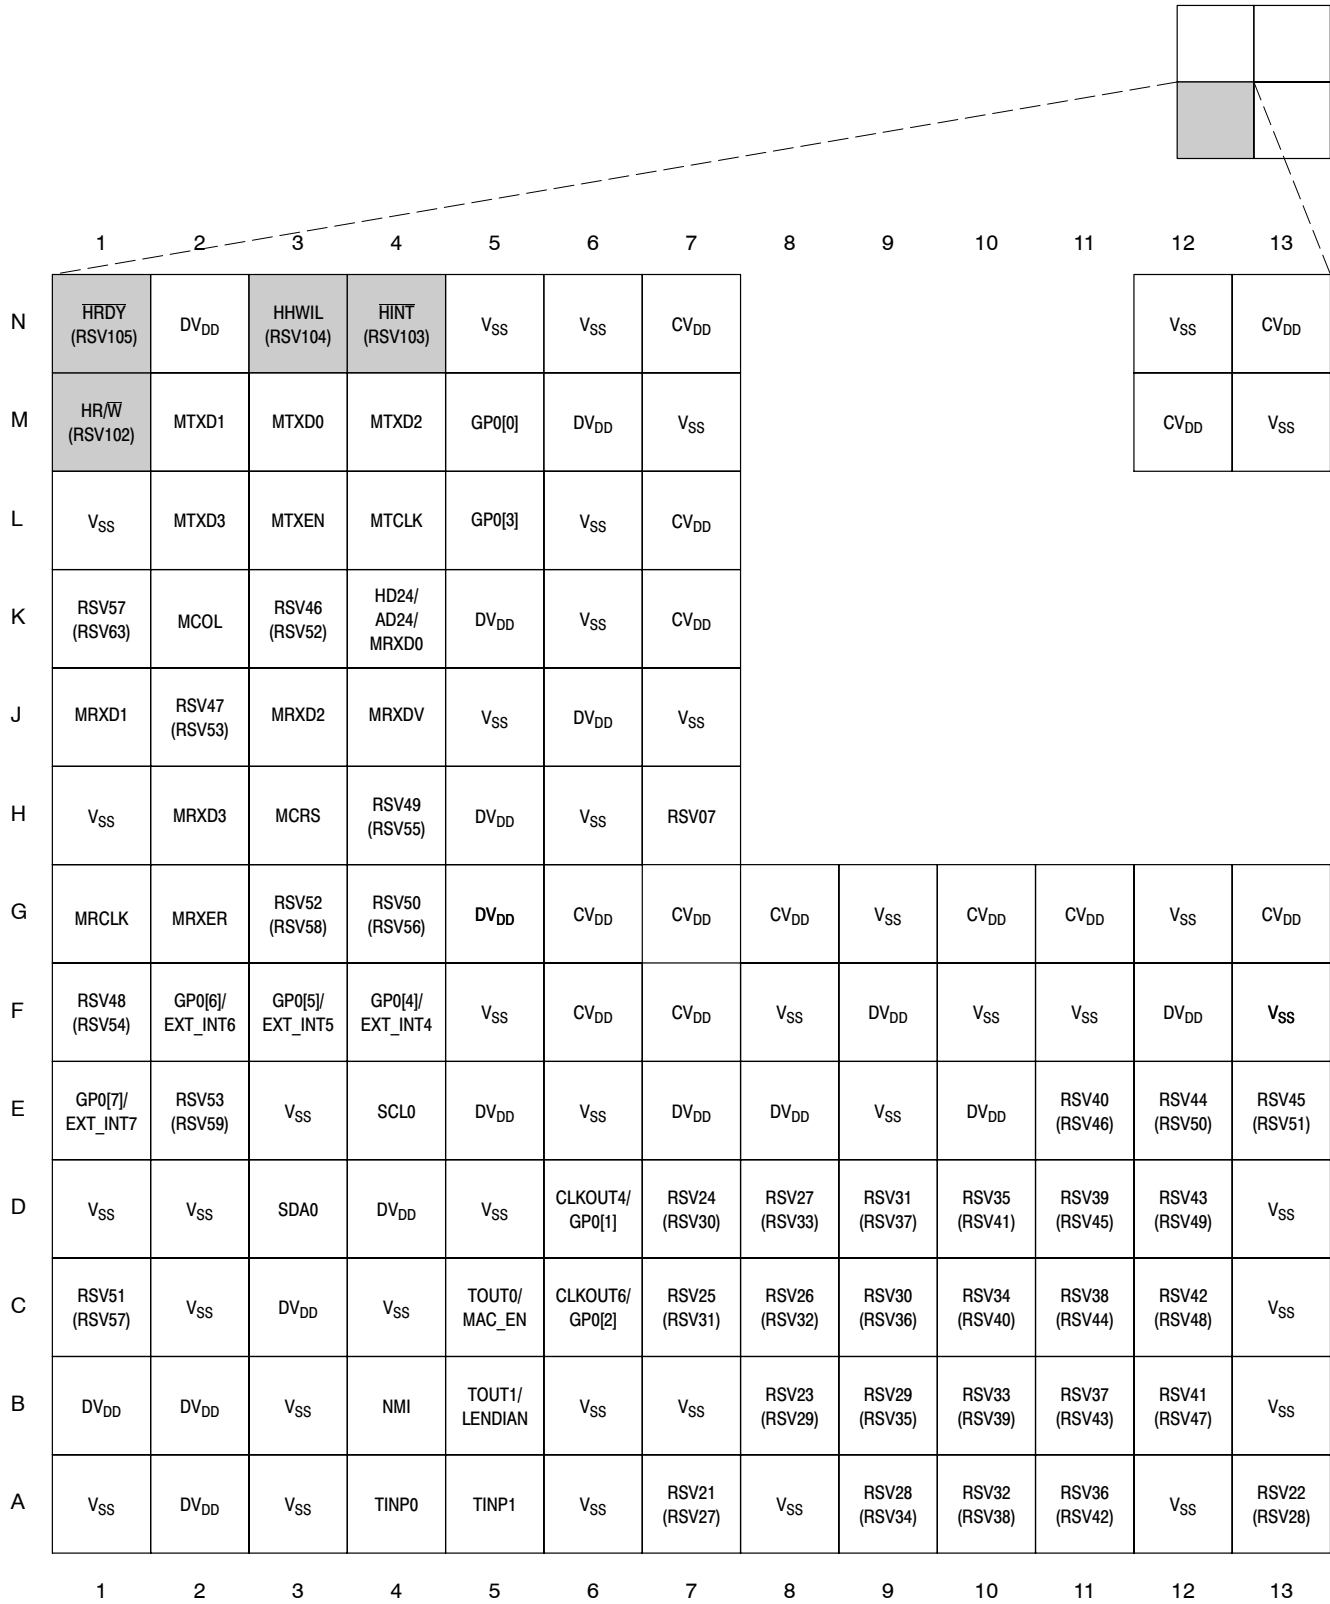 1 2 3 4 5 6 7 8 9 10 11 12 13
N HRDY (RSV105) DVDD HHWIL (RSV104) HINT (RSV103) VSS VSS CVDD VSS CVDD
M HR/W (RSV102) MTXD1 MTXD0 MTXD2 GP0[0] DVDD VSS CVDD VSS
L VSS MTXD3 MTXEN MTCLK GP0[3] VSS CVDD
K RSV57 (RSV63) MCOL RSV46 (RSV52) HD24/ AD24/ MRXD0 DVDD VSS CVDD
J MRXD1 RSV47 (RSV53) MRXD2 MRXDV VSS DVDD VSS
H VSS MRXD3 MCRS RSV49 (RSV55) DVDD VSS RSV07
G MRCLK MRXER RSV52 (RSV58) RSV50 (RSV56) DVDD CVDD CVDD CVDD VSS CVDD CVDD VSS CVDD
F RSV48 (RSV54) GP0[6]/ EXT_INT6 GP0[5]/ EXT_INT5 GP0[4]/ EXT_INT4 VSS CVDD CVDD VSS DVDD VSS VSS DVDD VSS
E GP0[7]/ EXT_INT7 RSV53 (RSV59) VSS SCL0 DVDD VSS DVDD DVDD VSS DVDD RSV40 (RSV46) RSV44 (RSV50) RSV45 (RSV51)
D VSS VSS SDA0 DVDD VSS CLKOUT4/ GP0[1] RSV24 (RSV30) RSV27 (RSV33) RSV31 (RSV37) RSV35 (RSV41) RSV39 (RSV45) RSV43 (RSV49) VSS
C RSV51 (RSV57) VSS DVDD VSS TOUT0/ MAC_EN CLKOUT6/ GP0[2] RSV25 (RSV31) RSV26 (RSV32) RSV30 (RSV36) RSV34 (RSV40) RSV38 (RSV44) RSV42 (RSV48) VSS
B DVDD DVDD VSS NMI TOUT1/ LENDIAN VSS VSS RSV23 (RSV29) RSV29 (RSV35) RSV33 (RSV39) RSV37 (RSV43) RSV41 (RSV47) VSS
A VSS DVDD VSS TINP0 TINP1 VSS RSV21 (RSV27) VSS RSV28 (RSV34) RSV32 (RSV38) RSV36 (RSV42) VSS RSV22 (RSV28)
1 2 3 4 5 6 7 8 9 10 11 12 13